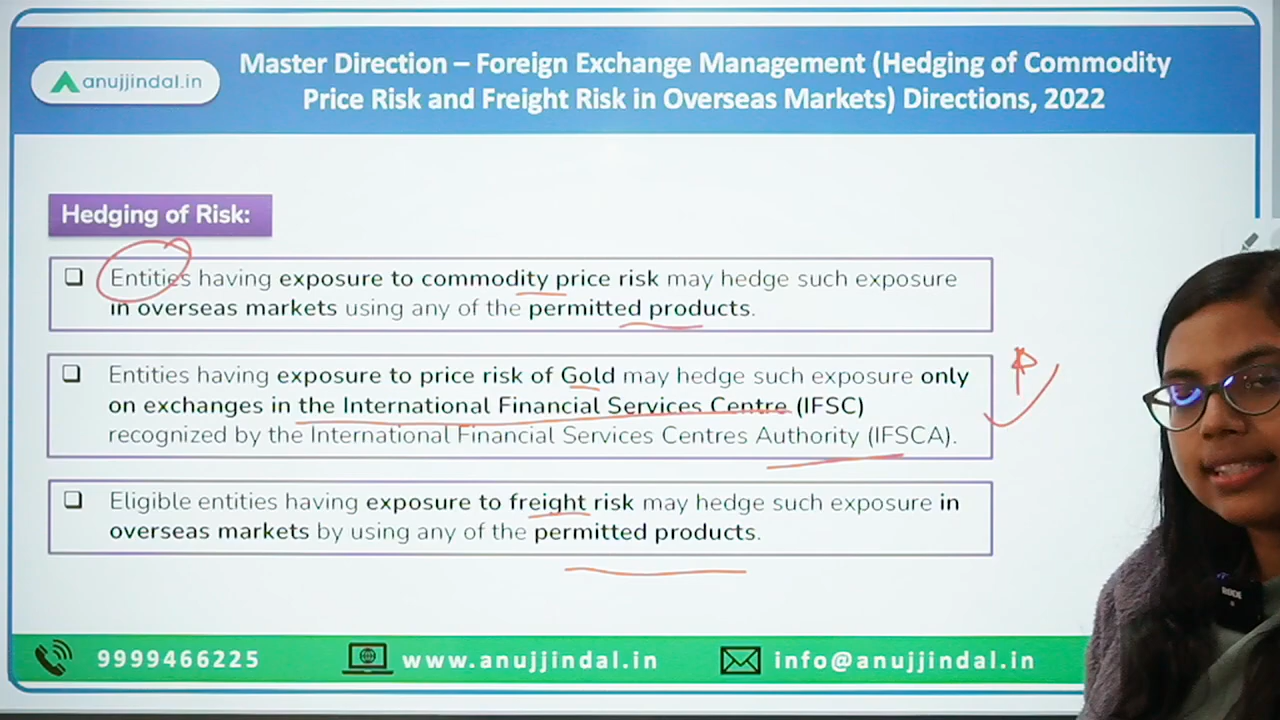 anujjindal.in
Master Direction – Foreign Exchange Management (Hedging of Commodity
Price Risk and Freight Risk in Overseas Markets) Directions, 2022
Hedging of Risk:
Entities having exposure to commodity price risk may hedge such exposure
in overseas markets using any of the permitted products.
Entities having exposure to price risk of Gold may hedge such exposure only
on exchanges in the International Financial Services Centre (IFSC)
recognized by the International Financial Services Centres Authority (IFSCA).
Eligible entities having exposure to freight risk may hedge such exposure in
overseas markets by using any of the permitted products.
9999466225
www.anujjindal.in
info@anujjindal.in
RODE